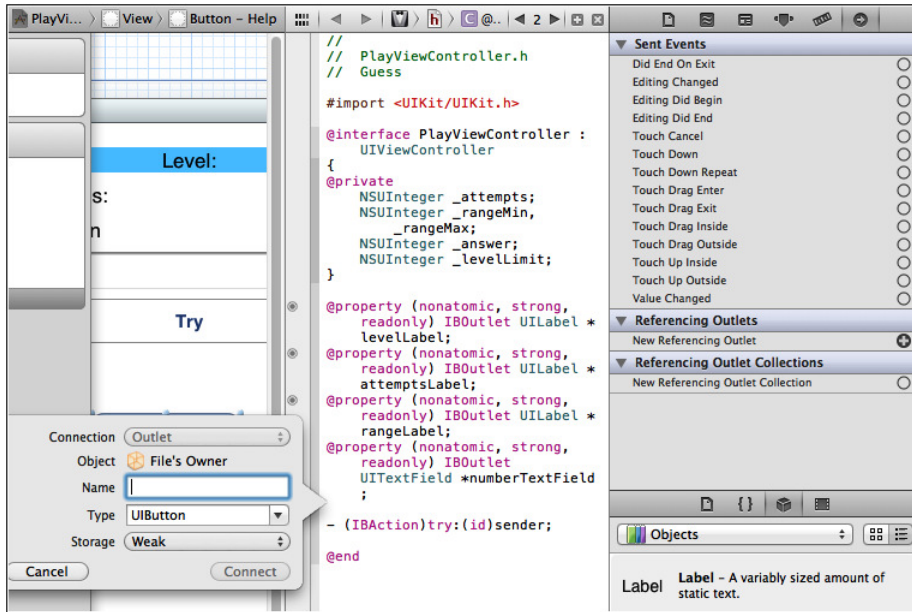 PlayVi... View Button - Help
h C @.. 2
//
// PlayViewController.h
// Guess
#import <UIKit/UIKit.h>
@interface PlayViewController :
UIViewController
{
@private
NSUInteger _attempts;
NSUInteger _rangeMin,
_rangeMax;
NSUInteger _answer;
NSUInteger _levelLimit;
}
@property (nonatomic, strong,
readonly) IBOutlet UILabel *
levelLabel;
@property (nonatomic, strong,
readonly) IBOutlet UILabel *
attemptsLabel;
@property (nonatomic, strong,
readonly) IBOutlet UILabel *
rangeLabel;
@property (nonatomic, strong,
readonly) IBOutlet
UITextField *numberTextField
;
- (IBAction)try:(id)sender;
@end
Level:
s:
n
Try
Connection Outlet
Object File's Owner
Name
Type UIButton
Storage Weak
Cancel Connect
Sent Events
Did End On Exit
Editing Changed
Editing Did Begin
Editing Did End
Touch Cancel
Touch Down
Touch Down Repeat
Touch Drag Enter
Touch Drag Exit
Touch Drag Inside
Touch Drag Outside
Touch Up Inside
Touch Up Outside
Value Changed
Referencing Outlets
New Referencing Outlet
Referencing Outlet Collections
New Referencing Outlet Collection
{}
Objects
Label Label - A variably sized amount of
static text.